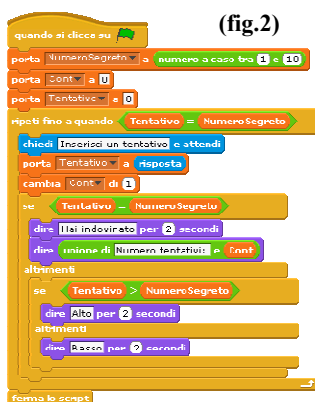 (fig.2)
quando si clicca su
porta NumeroSegreto a numero a caso tra 1 e 10
porta Cont a 0
porta Tentativo a 0
ripeti fino a quando Tentativo = NumeroSegreto
chiedi Inserisci un tentativo e attendi
porta Tentativo a risposta
cambia Cont di 1
se Tentativo = NumeroSegreto
dire Hai indovinato per 2 secondi
dire unione di Numero tentativi: e Cont
altrimenti
se Tentativo > NumeroSegreto
dire Alto per 2 secondi
altrimenti
dire Basso per 2 secondi
ferma lo script